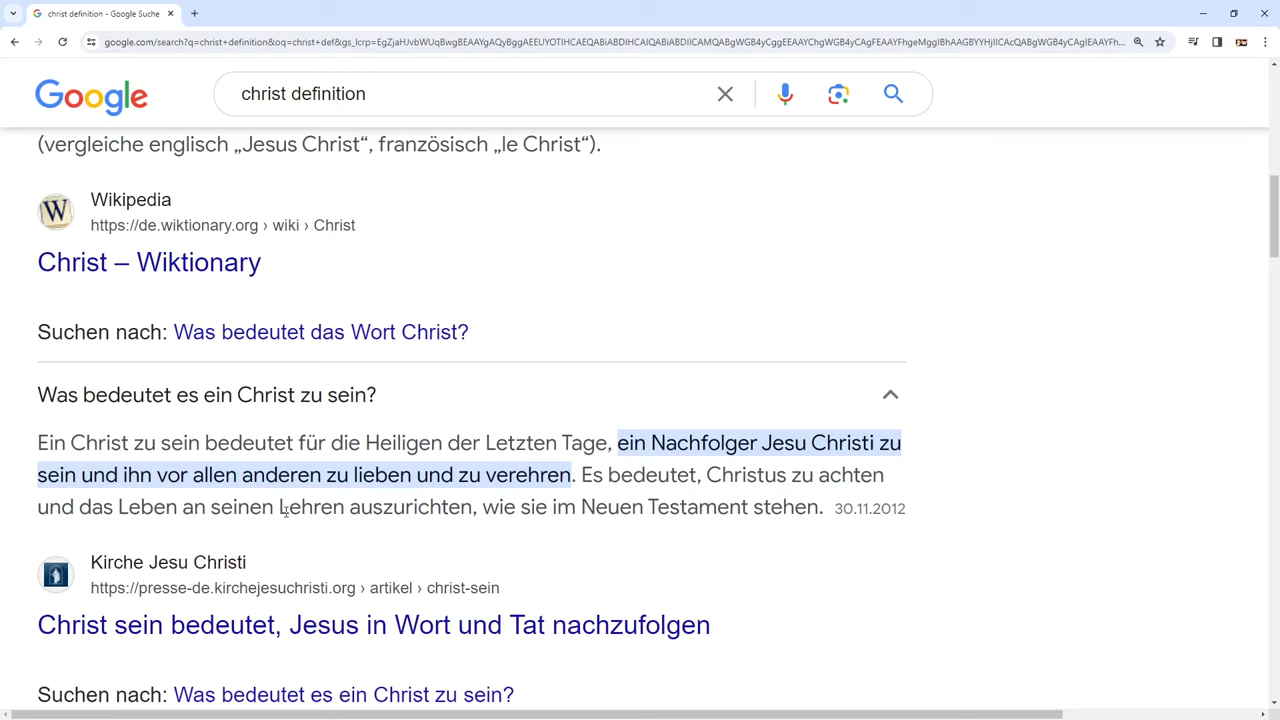 christ definition - Google Suche
google.com/search?q=christ+definition&oq=christ+def&gs_lcrp=
Google
christ definition
(vergleiche englisch „Jesus Christ“, französisch „le Christ“).
W
Wikipedia
https://de.wiktionary.org › wiki › Christ
Christ – Wiktionary
Suchen nach: Was bedeutet das Wort Christ?
Was bedeutet es ein Christ zu sein?
Ein Christ zu sein bedeutet für die Heiligen der Letzten Tage, ein Nachfolger Jesu Christi zu
sein und ihn vor allen anderen zu lieben und zu verehren. Es bedeutet, Christus zu achten
und das Leben an seinen Lehren auszurichten, wie sie im Neuen Testament stehen. 30.11.2012
Kirche Jesu Christi
https://presse-de.kirchejesuchristi.org › artikel › christ-sein
Christ sein bedeutet, Jesus in Wort und Tat nachzufolgen
Suchen nach: Was bedeutet es ein Christ zu sein?